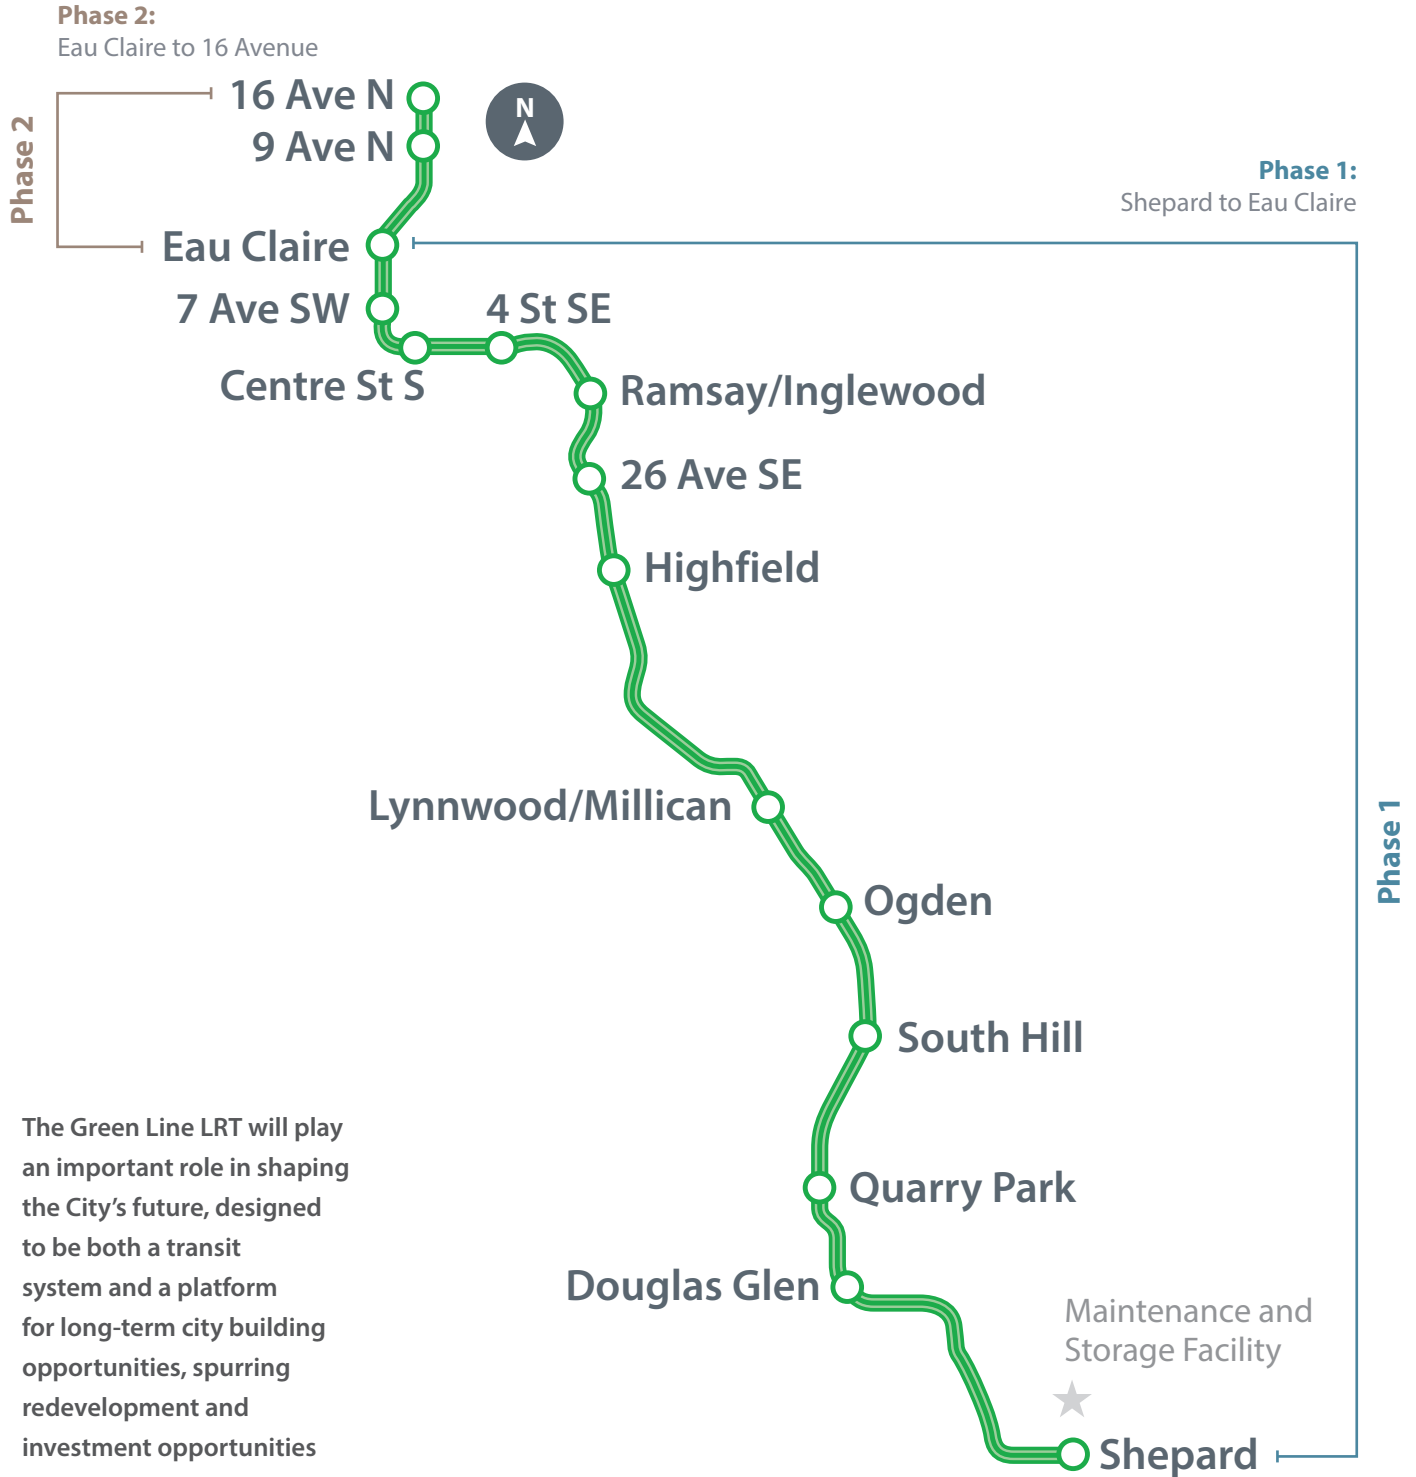 Phase 2:
Eau Claire to 16 Avenue
16 Ave N
N
9 Ave N
Phase 2
Phase 1:
Shepard to Eau Claire
Eau Claire
7 Ave SW
4 St SE
Centre St S
Ramsay/Inglewood
26 Ave SE
Highfield
Lynnwood/Millican
Phase 1
Ogden
South Hill
Quarry Park
Douglas Glen
Maintenance and
Storage Facility
Shepard
The Green Line LRT will play
an important role in shaping
the City’s future, designed
to be both a transit
system and a platform
for long-term city building
opportunities, spurring
redevelopment and
investment opportunities